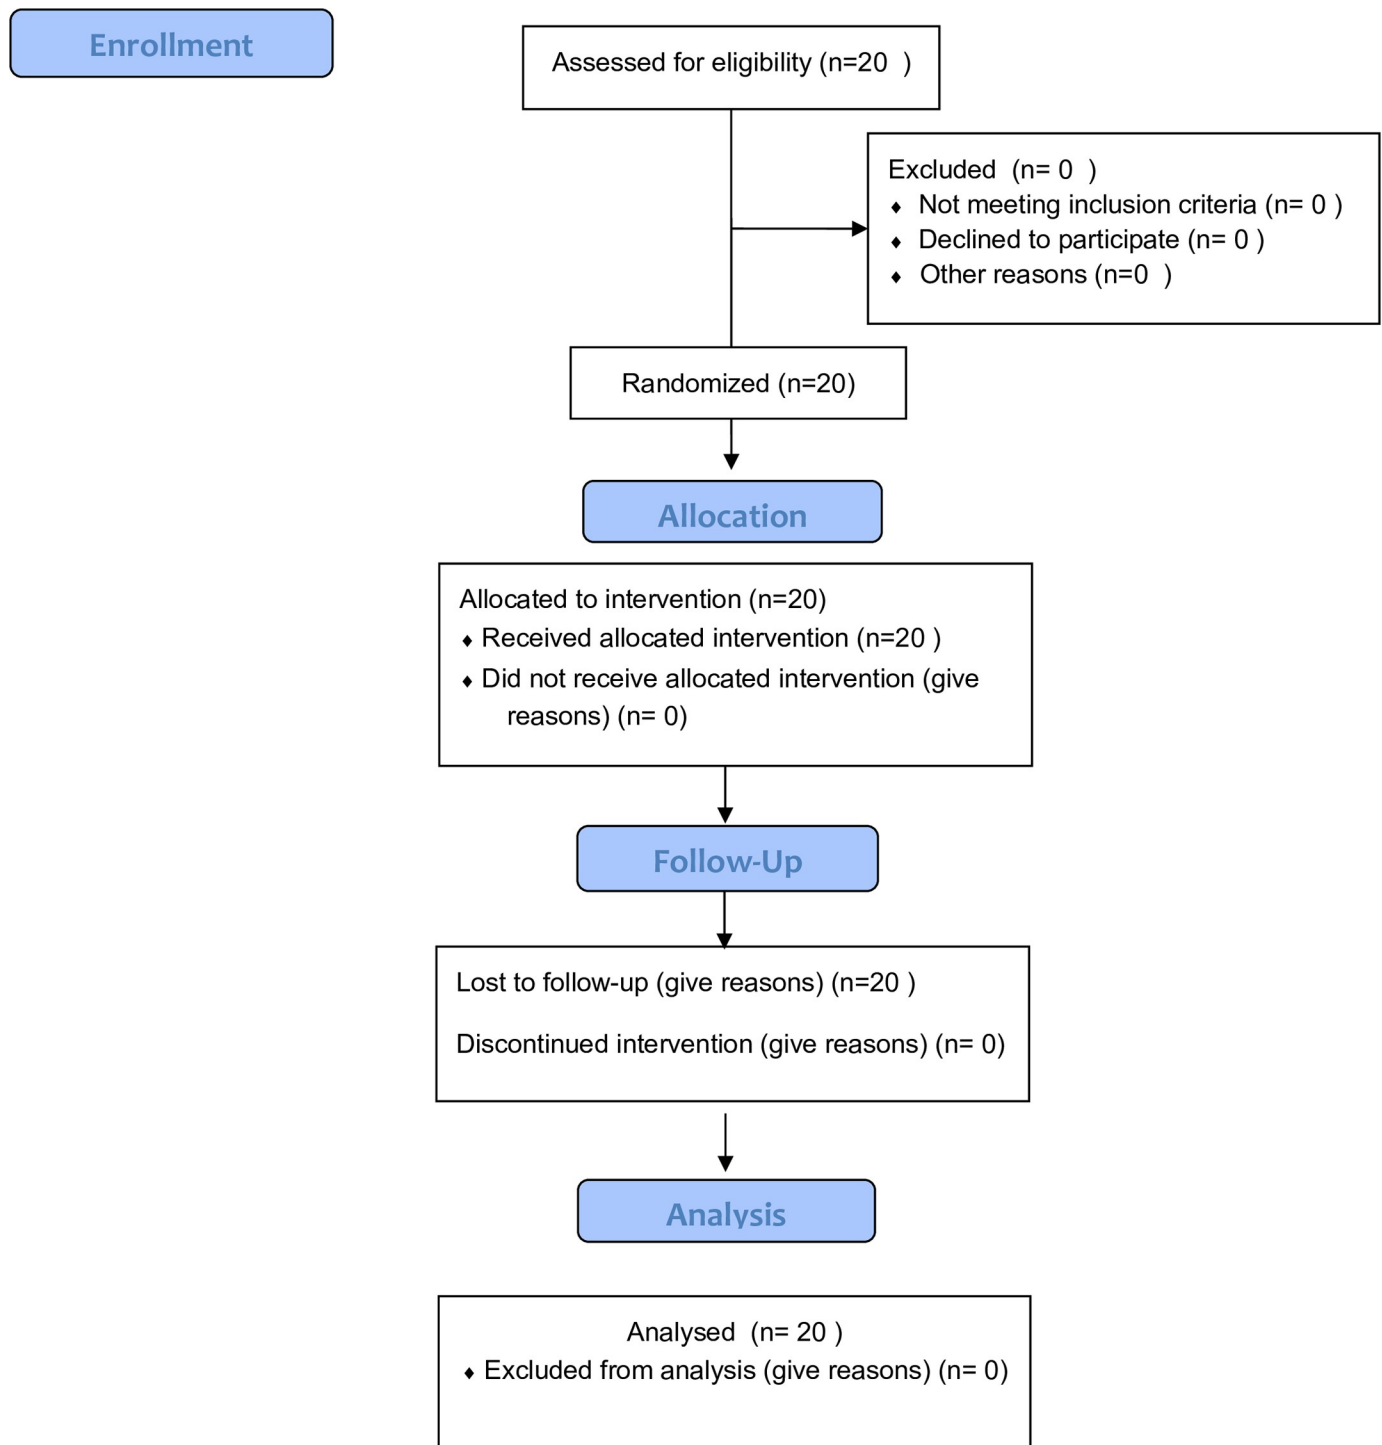 Enrollment
Assessed for eligibility (n=20  )
Excluded  (n= 0  )
♦ Not meeting inclusion criteria (n= 0 )
♦ Declined to participate (n= 0 )
♦ Other reasons (n=0  )
Randomized (n=20)
Allocation
Allocated to intervention (n=20)
♦ Received allocated intervention (n=20 )
♦ Did not receive allocated intervention (give
reasons) (n= 0)
Follow-Up
Lost to follow-up (give reasons) (n=20 )
Discontinued intervention (give reasons) (n= 0)
Analysis
Analysed  (n= 20 )
♦ Excluded from analysis (give reasons) (n= 0)